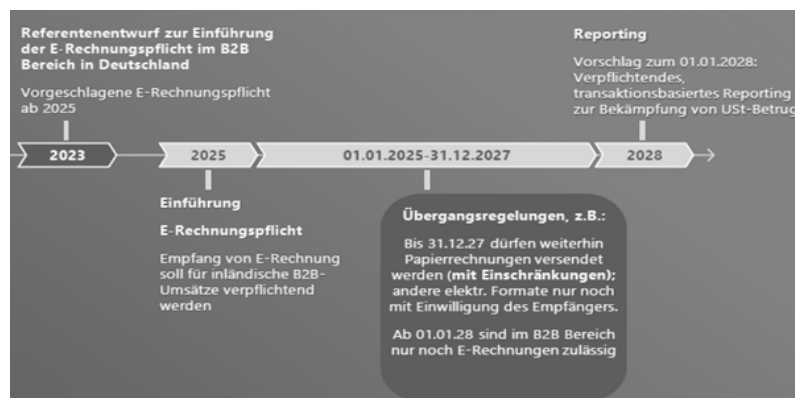 Referentenentwurf zur Einführung
der E-Rechnungspflicht im B2B
Bereich in Deutschland
Vorgeschlagene E-Rechnungspflicht
ab 2025
Reporting
Vorschlag zum 01.01.2028:
Verpflichtendes,
transaktionsbasiertes Reporting
zur Bekämpfung von USt-Betrug
2023
2025
01.01.2025-31.12.2027
2028
Einführung
E-Rechnungspflicht
Empfang von E-Rechnung
soll für inländische B2B-
Umsätze verpflichtend
werden
Übergangsregelungen, z.B.:
Bis 31.12.27 dürfen weiterhin
Papierrechnungen versendet
werden (mit Einschränkungen);
andere elektr. Formate nur noch
mit Einwilligung des Empfängers.
Ab 01.01.28 sind im B2B Bereich
nur noch E-Rechnungen zulässig